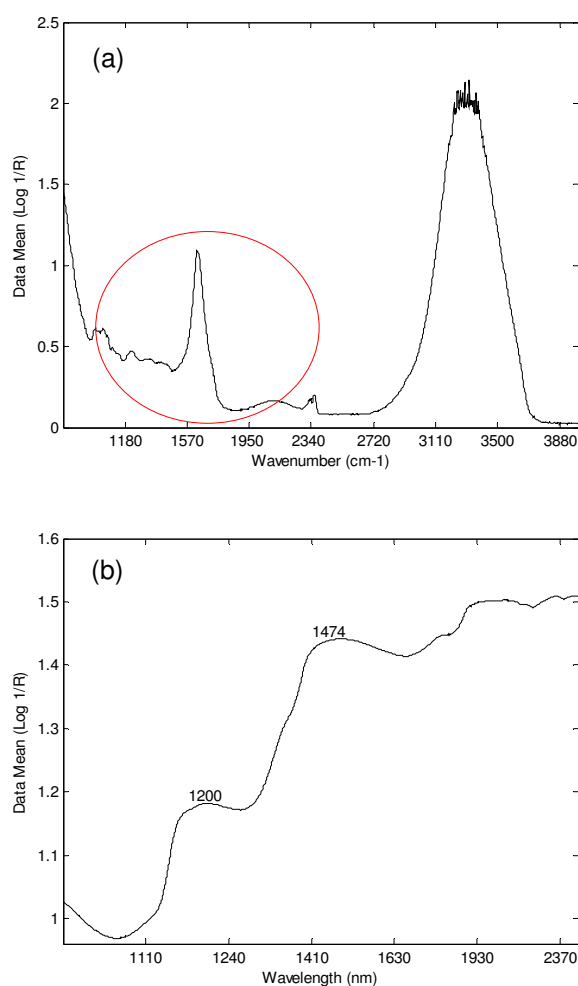 (a)
2.5
2
1.5
1
0.5
0
Data Mean (Log 1/R)
1180 1570 1950 2340 2720 3110 3500 3880
Wavenumber (cm-1)
(b)
1.6
1.5
1.4
1.3
1.2
1.1
1
Data Mean (Log 1/R)
1474
1200
1110 1240 1410 1630 1930 2370
Wavelength (nm)